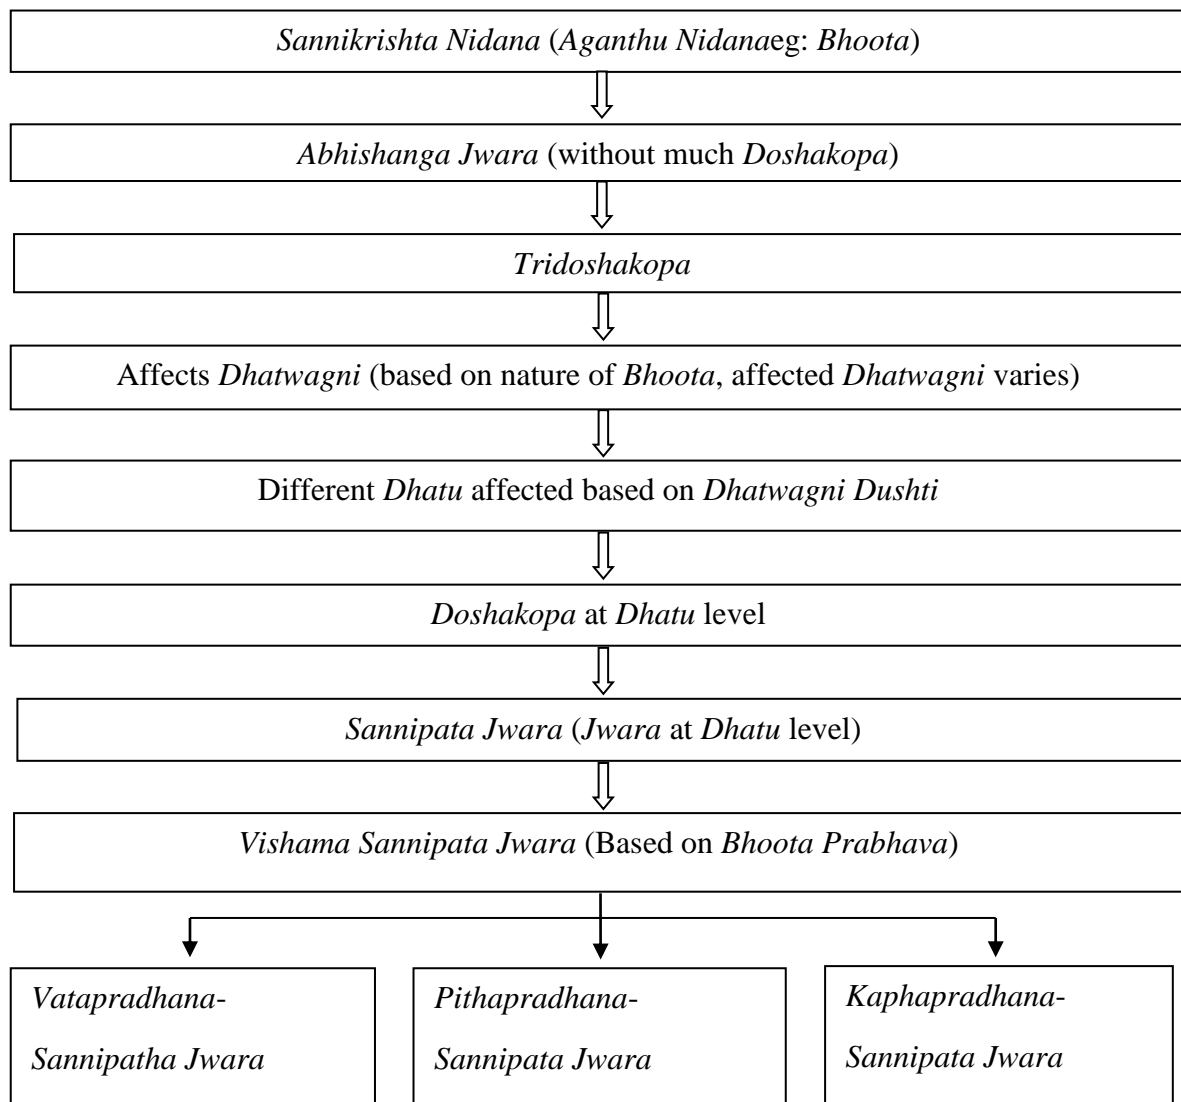 Sannikrishta Nidana (Aganthu Nidanaeg: Bhoota)
Abhishanga Jwara (without much Doshakopa)
Tridoshakopa
Affects Dhatwagni (based on nature of Bhoota, affected Dhatwagni varies)
Different Dhatu affected based on Dhatwagni Dushti
Doshakopa at Dhatu level
Sannipata Jwara (Jwara at Dhatu level)
Vishama Sannipata Jwara (Based on Bhoota Prabhava)
Vatapradhana-
Sannipatha Jwara
Pithapradhana-
Sannipata Jwara
Kaphapradhana-
Sannipata Jwara